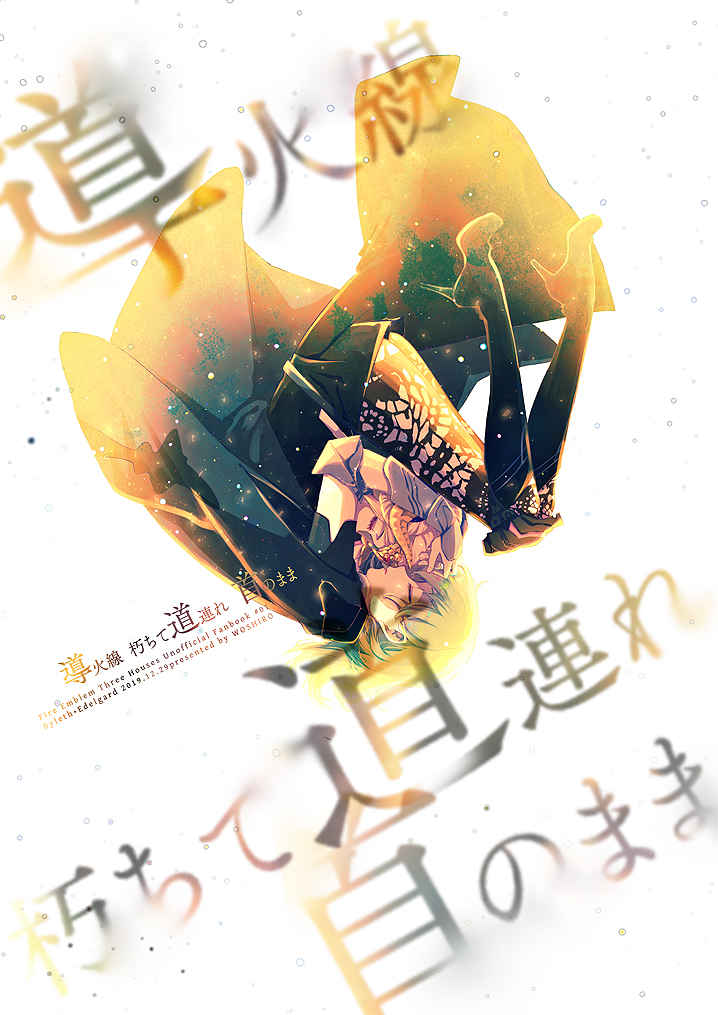 導火線
導火線 朽ちて道連れ 首のまま
Fire Emblem Three Houses Unofficial Fanbook
Byleth+Edelgard 2019.12.29presented by WOSHIRO
道連れ
朽ちて
首のまま